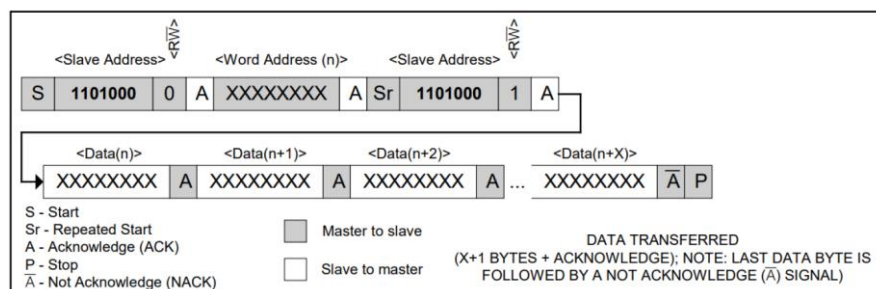 <Slave Address> <RW̅> <Word Address (n)> <Slave Address> <RW̅>
S 1101000 0 A XXXXXXXX A Sr 1101000 1 A
<Data(n)> <Data(n+1)> <Data(n+2)> <Data(n+X)>
XXXXXXXX A XXXXXXXX A XXXXXXXX A ... XXXXXXXX A̅ P
S - Start
Sr - Repeated Start
A - Acknowledge (ACK)
P - Stop
A̅ - Not Acknowledge (NACK)
Master to slave
Slave to master
DATA TRANSFERRED
(X+1 BYTES + ACKNOWLEDGE); NOTE: LAST DATA BYTE IS
FOLLOWED BY A NOT ACKNOWLEDGE (A̅) SIGNAL)